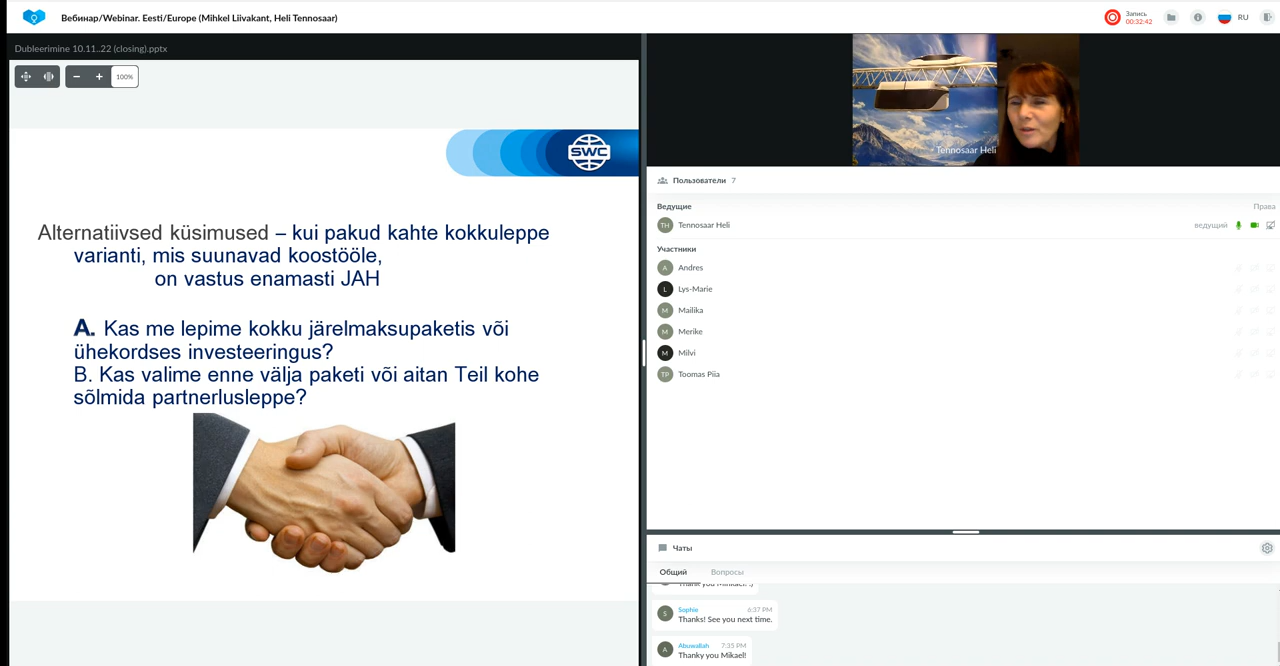 Вебинар/Webinar. Eesti/Europe (Mihkel Liivakant, Heli Tennosaar)
Запись
00:32:42
RU
Dubleerimine 10.11..22 (closing).pptx
100%
SWC
Alternatiivsed küsimused – kui pakud kahte kokkuleppe
varianti, mis suunavad koostööle,
on vastus enamasti JAH
A. Kas me lepime kokku järelmaksupaketis või
ühekordses investeeringus?
B. Kas valime enne välja paketi või aitan Teil kohe
sõlmida partnerlusleppe?
Tennosaar Heli
Пользователи 7
Ведущие Права
TH Tennosaar Heli ведущий
Участники
A Andres
L Lys-Marie
M Mailika
M Merike
M Milvi
TP Toomas Piia
Чаты
Общий Вопросы
Sophie 6:37 PM
S Thanks! See you next time.
Abuwallah 7:35 PM
A Thanky you Mikael!